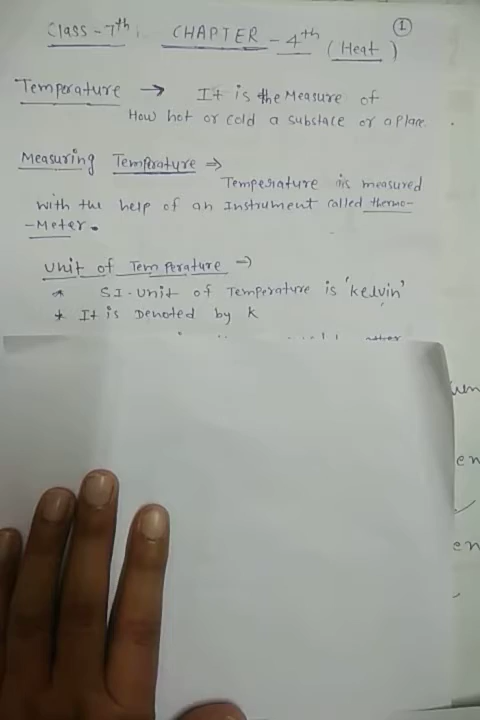 ①
Class-7th: CHAPTER - 4th (Heat)
Temperature → It is the Measure of
How hot or cold a substace or a place.
Measuring Temperature ⇒
Temperature is measured
with the help of an Instrument called thermo-
-Meter.
Unit of Temperature ⇒
* S.I-unit of Temperature is 'kelvin'
* It is Denoted by K
en
en